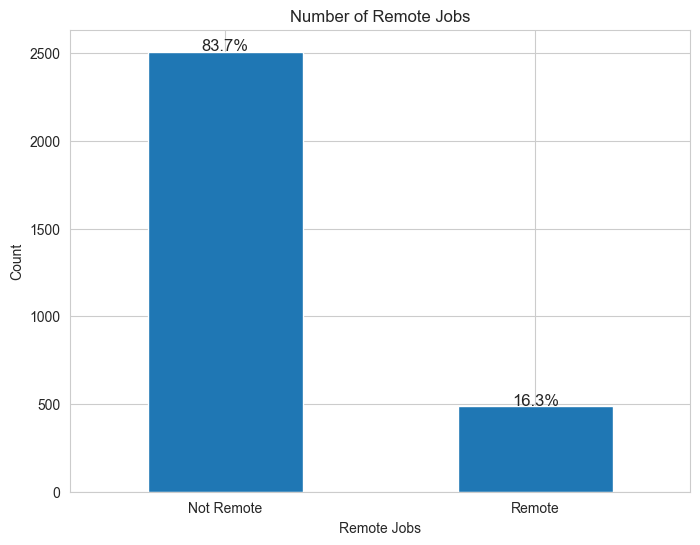 Number of Remote Jobs
83.7%
16.3%
2500
2000
1500
1000
500
0
Count
Not Remote
Remote
Remote Jobs